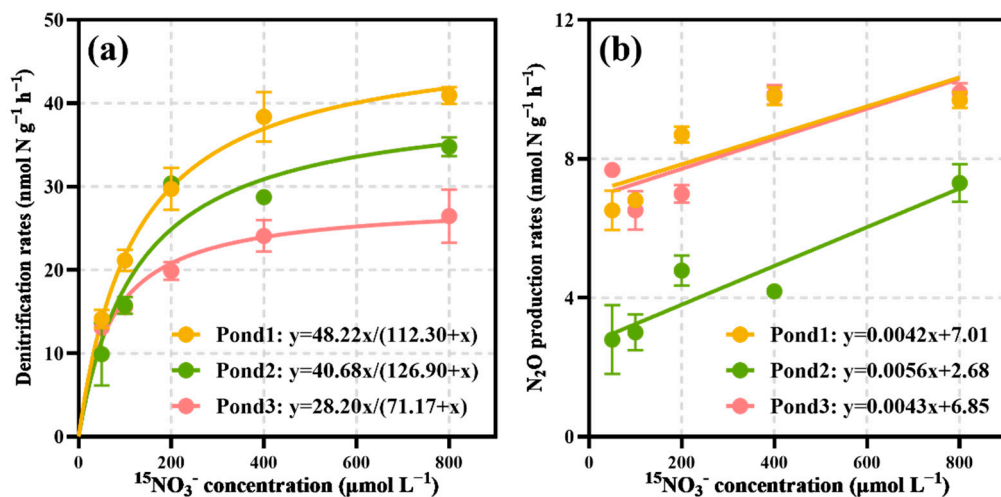 (a)
Denitrification rates (nmol N g⁻¹ h⁻¹)
50
40
30
20
10
0
Pond1: y=48.22x/(112.30+x)
Pond2: y=40.68x/(126.90+x)
Pond3: y=28.20x/(71.17+x)
0 200 400 600 800
¹⁵NO₃⁻ concentration (μmol L⁻¹)
(b)
N₂O production rates (nmol N g⁻¹ h⁻¹)
12
8
4
0
Pond1: y=0.0042x+7.01
Pond2: y=0.0056x+2.68
Pond3: y=0.0043x+6.85
0 200 400 600 800
¹⁵NO₃⁻ concentration (μmol L⁻¹)